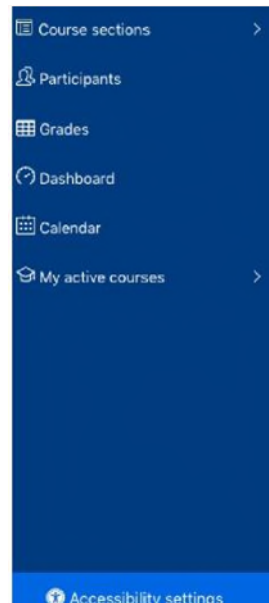 Course sections
Participants
Grades
Dashboard
Calendar
My active courses
Accessibility settings